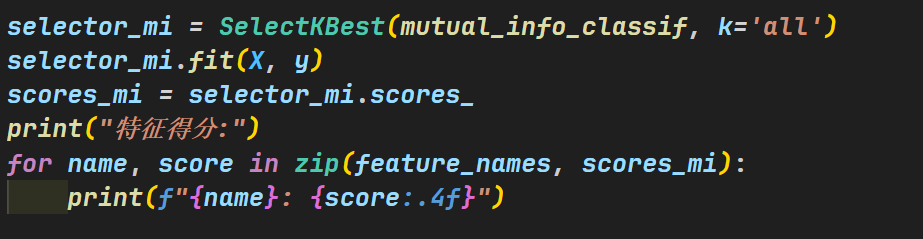 selector_mi = SelectKBest(mutual_info_classif, k='all')
selector_mi.fit(X, y)
scores_mi = selector_mi.scores_
print("特征得分:")
for name, score in zip(feature_names, scores_mi):
    print(f"{name}: {score:.4f}")